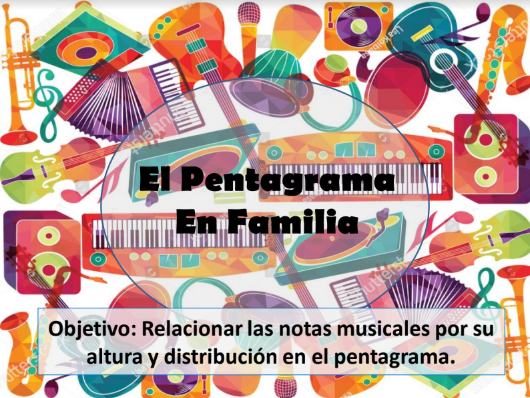 El Pentagrama
En Familia
Objetivo: Relacionar las notas musicales por su
altura y distribución en el pentagrama.